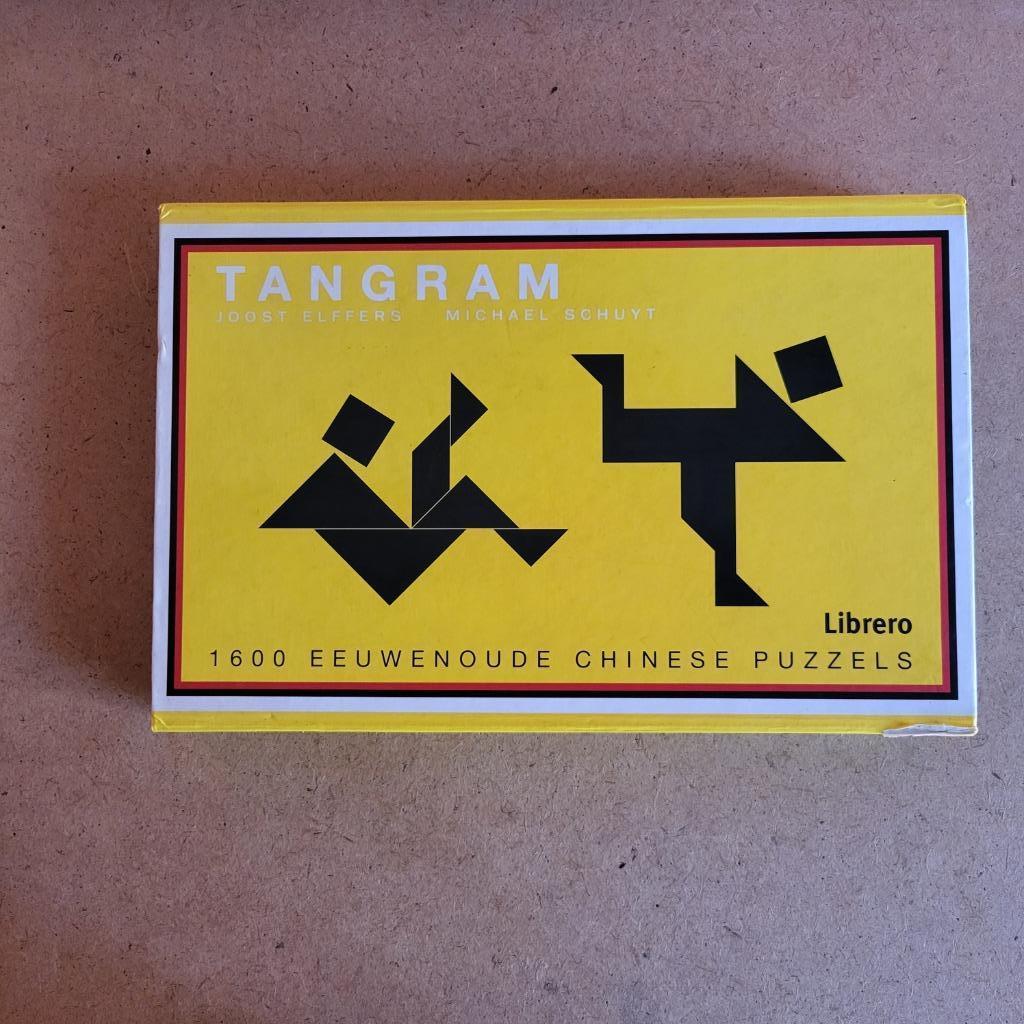 TANGRAM
JOOST ELFFERS MICHAEL SCHUYT
Librero
1600 EEUWENOUDE CHINESE PUZZELS